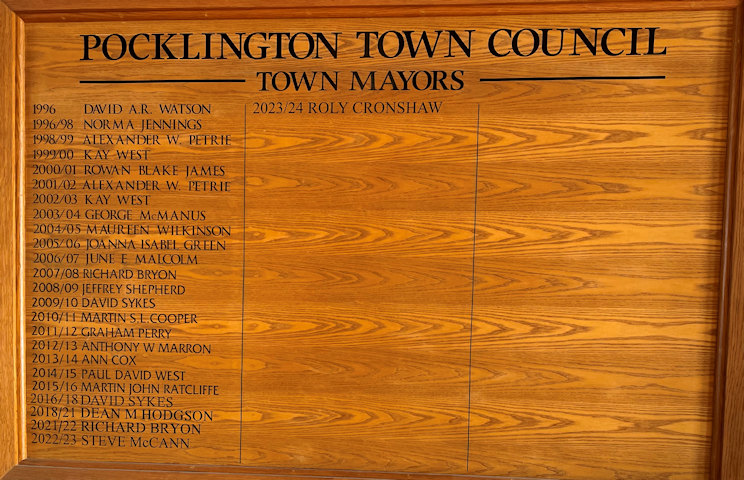 POCKLINGTON TOWN COUNCIL
TOWN MAYORS
1996 DAVID A.R. WATSON
1996/98 NORMA JENNINGS
1998/99 ALEXANDER W. PETRIE
1999/00 KAY WEST
2000/01 ROWAN BLAKE JAMES
2001/02 ALEXANDER W. PETRIE
2002/03 KAY WEST
2003/04 GEORGE McMANUS
2004/05 MAUREEN WILKINSON
2005/06 JOANNA ISABEL GREEN
2006/07 JUNE E. MALCOLM
2007/08 RICHARD BRYON
2008/09 JEFFREY SHEPHERD
2009/10 DAVID SYKES
2010/11 MARTIN S.L. COOPER
2011/12 GRAHAM PERRY
2012/13 ANTHONY W MARRON
2013/14 ANN COX
2014/15 PAUL DAVID WEST
2015/16 MARTIN JOHN RATCLIFFE
2016/18 DAVID SYKES
2018/21 DEAN M HODGSON
2021/22 RICHARD BRYON
2022/23 STEVE McCANN
2023/24 ROLY CRONSHAW